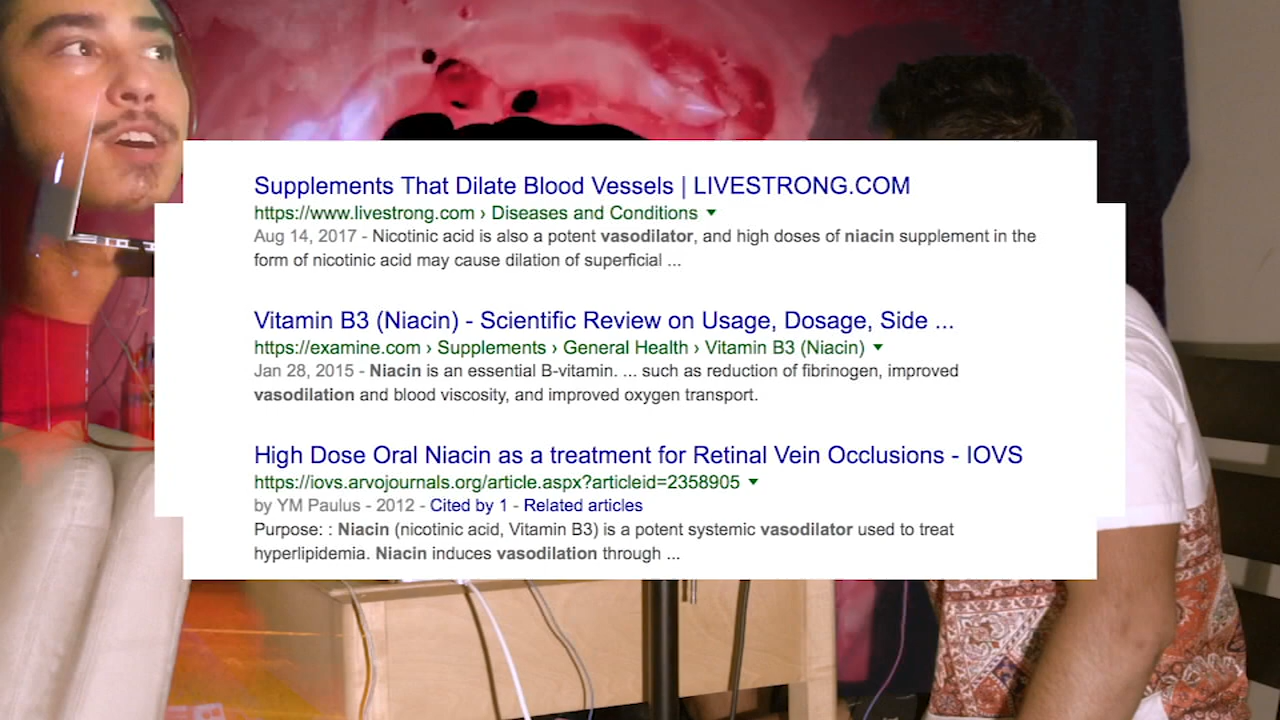 Supplements That Dilate Blood Vessels | LIVESTRONG.COM
https://www.livestrong.com › Diseases and Conditions
Aug 14, 2017 - Nicotinic acid is also a potent vasodilator, and high doses of niacin supplement in the
form of nicotinic acid may cause dilation of superficial ...
Vitamin B3 (Niacin) - Scientific Review on Usage, Dosage, Side ...
https://examine.com › Supplements › General Health › Vitamin B3 (Niacin)
Jan 28, 2015 - Niacin is an essential B-vitamin. ... such as reduction of fibrinogen, improved
vasodilation and blood viscosity, and improved oxygen transport.
High Dose Oral Niacin as a treatment for Retinal Vein Occlusions - IOVS
https://iovs.arvojournals.org/article.aspx?articleid=2358905
by YM Paulus - 2012 - Cited by 1 - Related articles
Purpose: : Niacin (nicotinic acid, Vitamin B3) is a potent systemic vasodilator used to treat
hyperlipidemia. Niacin induces vasodilation through ...